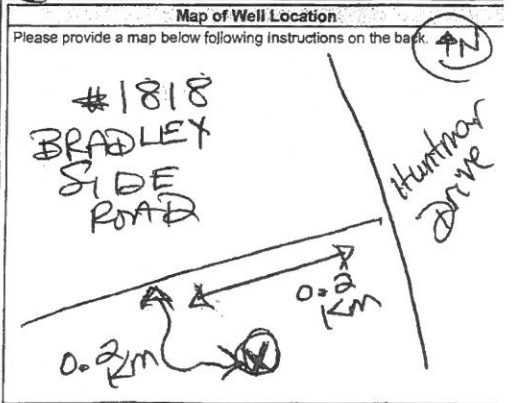 Map of Well Location
Please provide a map below following instructions on the back.
N
#1818
BRADLEY
SIDE
ROAD
Huntmar
Drive
0.2
Km
0.2
Km
X